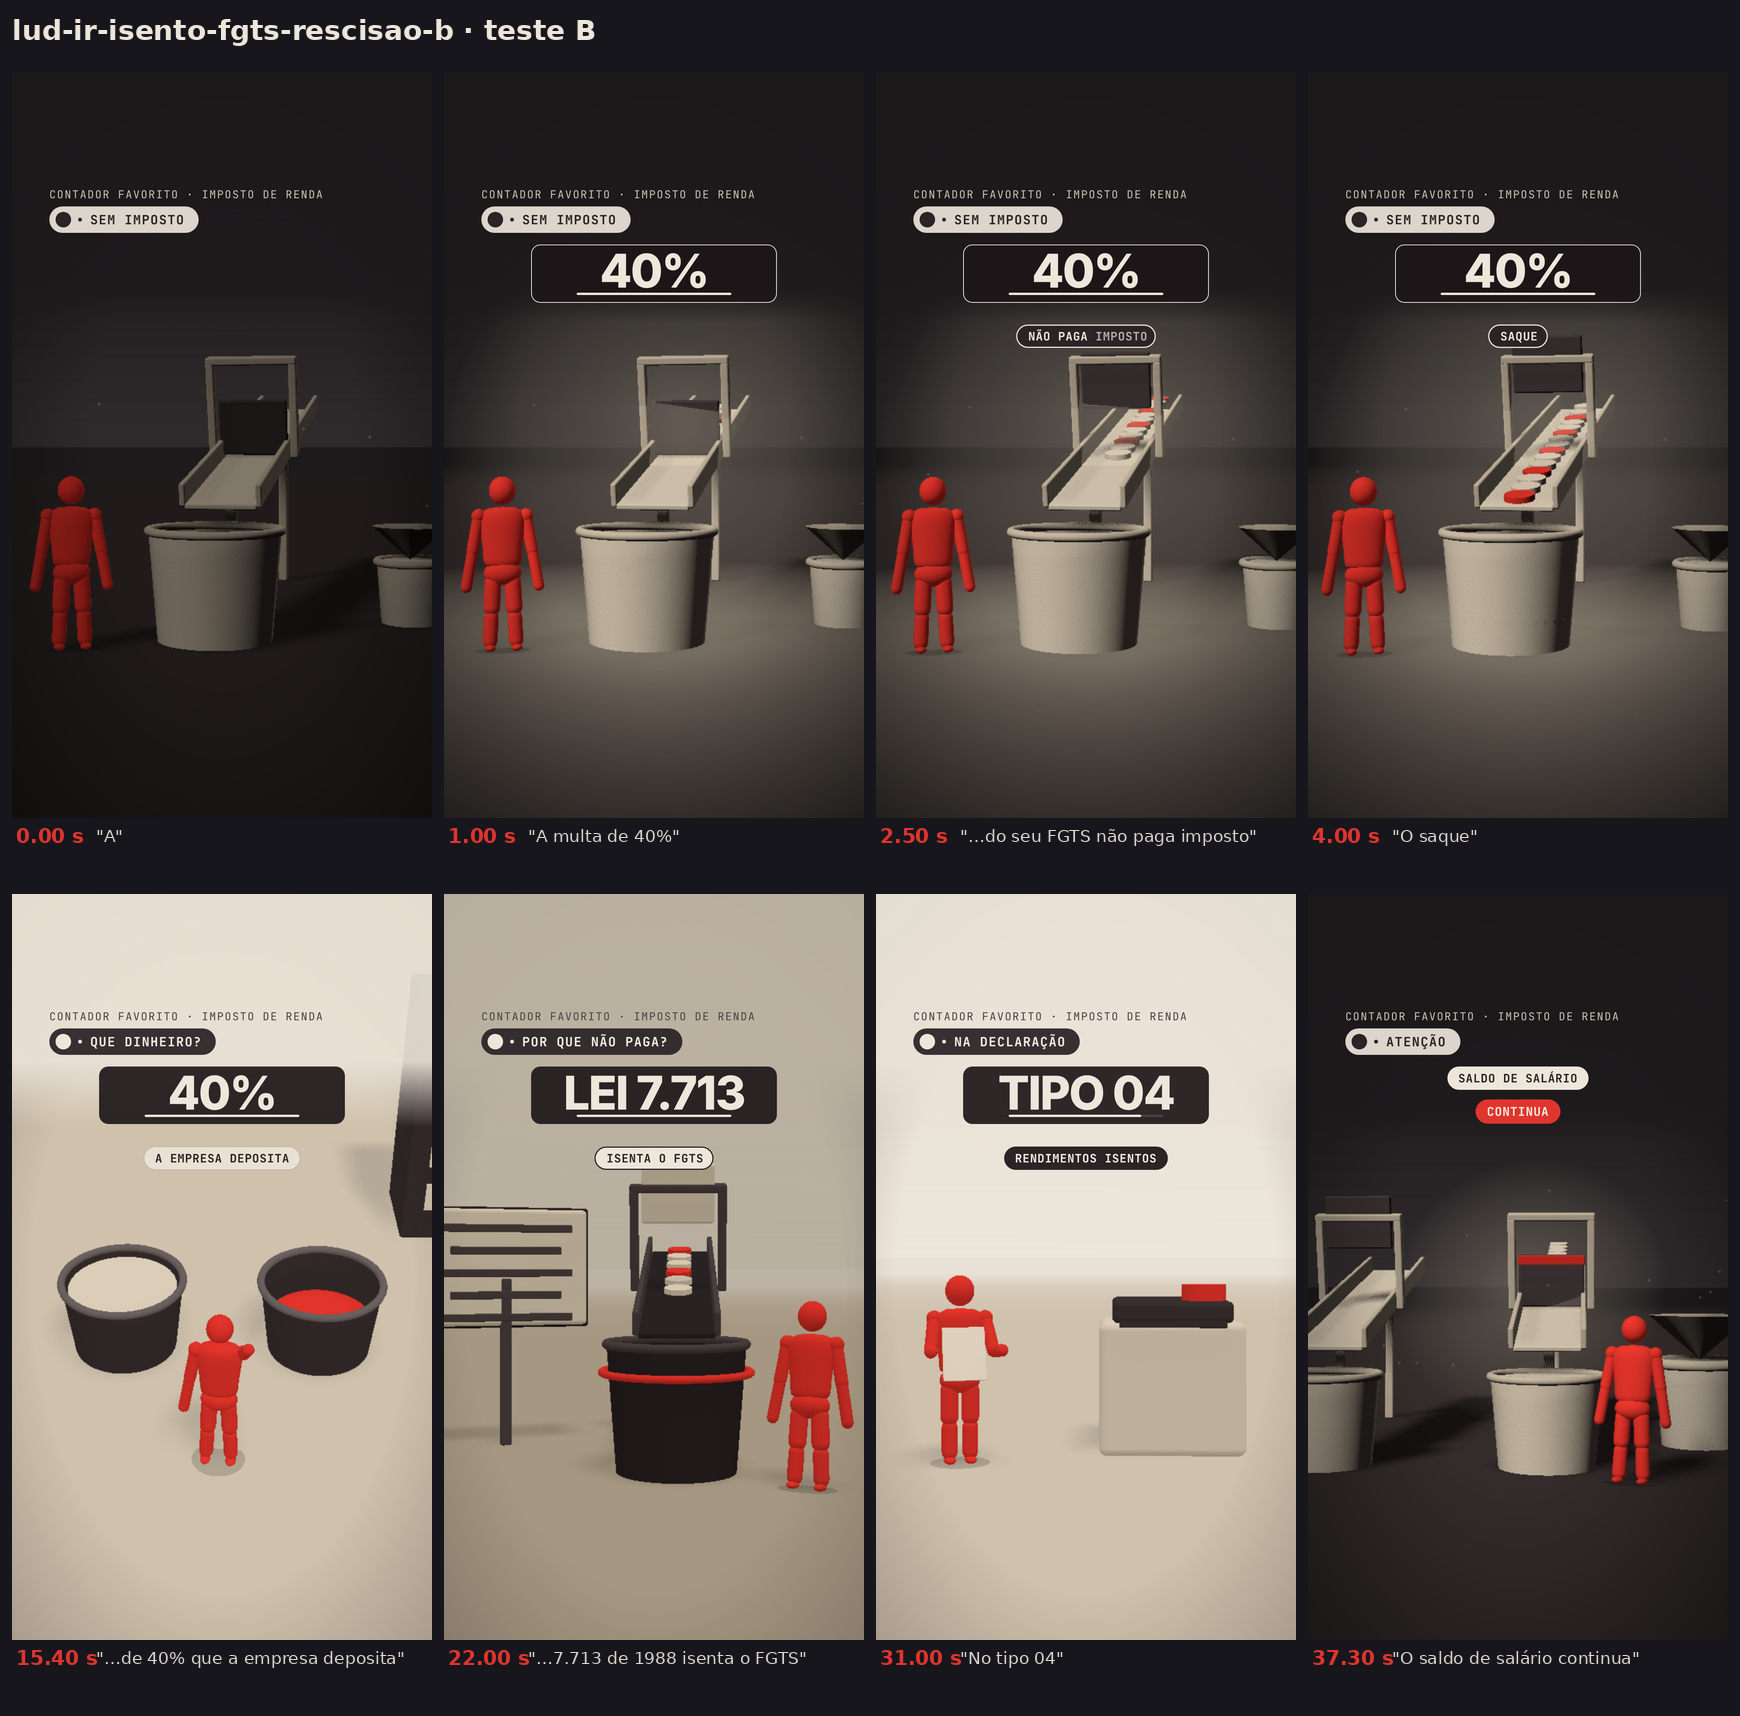 lud-ir-isento-fgts-rescisao-b · teste B
CONTADOR FAVORITO · IMPOSTO DE RENDA
• SEM IMPOSTO
CONTADOR FAVORITO · IMPOSTO DE RENDA
• SEM IMPOSTO
40%
CONTADOR FAVORITO · IMPOSTO DE RENDA
• SEM IMPOSTO
40%
NÃO PAGA IMPOSTO
CONTADOR FAVORITO · IMPOSTO DE RENDA
• SEM IMPOSTO
40%
SAQUE
0.00 s "A"
1.00 s "A multa de 40%"
2.50 s "...do seu FGTS não paga imposto"
4.00 s "O saque"
CONTADOR FAVORITO · IMPOSTO DE RENDA
• QUE DINHEIRO?
40%
A EMPRESA DEPOSITA
CONTADOR FAVORITO · IMPOSTO DE RENDA
• POR QUE NÃO PAGA?
LEI 7.713
ISENTA O FGTS
CONTADOR FAVORITO · IMPOSTO DE RENDA
• NA DECLARAÇÃO
TIPO 04
RENDIMENTOS ISENTOS
CONTADOR FAVORITO · IMPOSTO DE RENDA
• ATENÇÃO
SALDO DE SALÁRIO
CONTINUA
15.40 s "...de 40% que a empresa deposita"
22.00 s "...7.713 de 1988 isenta o FGTS"
31.00 s "No tipo 04"
37.30 s "O saldo de salário continua"